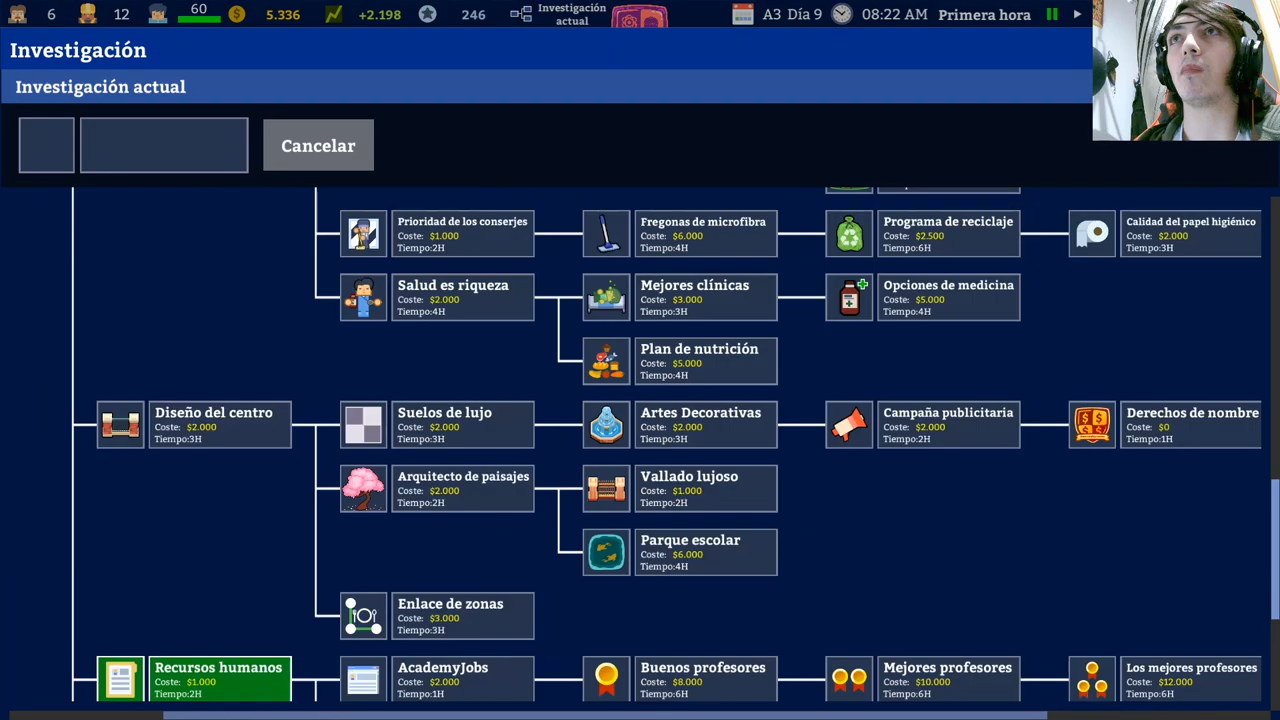 6 12 60 5.336 +2.198 246 Investigación actual A3 Día 9 08:22 AM Primera hora
Investigación
Investigación actual
Cancelar
Prioridad de los conserjes
Coste: $1.000
Tiempo:2H
Fregonas de microfibra
Coste: $6.000
Tiempo:4H
Programa de reciclaje
Coste: $2.500
Tiempo:6H
Calidad del papel higiénico
Coste: $2.000
Tiempo:3H
Salud es riqueza
Coste: $2.000
Tiempo:4H
Mejores clínicas
Coste: $3.000
Tiempo:3H
Opciones de medicina
Coste: $5.000
Tiempo:4H
Plan de nutrición
Coste: $5.000
Tiempo:4H
Diseño del centro
Coste: $2.000
Tiempo:3H
Suelos de lujo
Coste: $2.000
Tiempo:3H
Artes Decorativas
Coste: $2.000
Tiempo:3H
Campaña publicitaria
Coste: $2.000
Tiempo:2H
Derechos de nombre
Coste: $0
Tiempo:1H
Arquitecto de paisajes
Coste: $2.000
Tiempo:2H
Vallado lujoso
Coste: $1.000
Tiempo:2H
Parque escolar
Coste: $6.000
Tiempo:4H
Enlace de zonas
Coste: $3.000
Tiempo:3H
Recursos humanos
Coste: $1.000
Tiempo:2H
AcademyJobs
Coste: $2.000
Tiempo:1H
Buenos profesores
Coste: $8.000
Tiempo:6H
Mejores profesores
Coste: $10.000
Tiempo:6H
Los mejores profesores
Coste: $12.000
Tiempo:6H